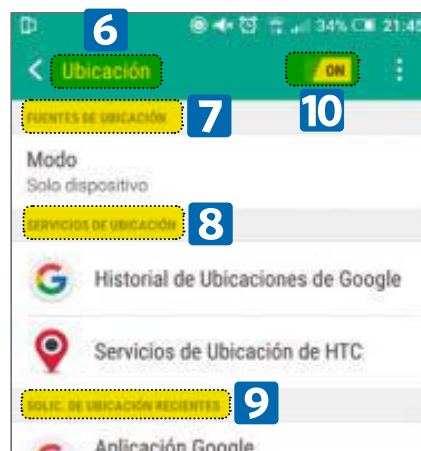 6
34% 21:45
Ubicación ON
FUENTES DE UBICACIÓN 7 10
Modo
Solo dispositivo
SERVICIOS DE UBICACIÓN 8
Historial de Ubicaciones de Google
Servicios de Ubicación de HTC
SOLIC. DE UBICACIÓN RECIENTES 9
Aplicación Google